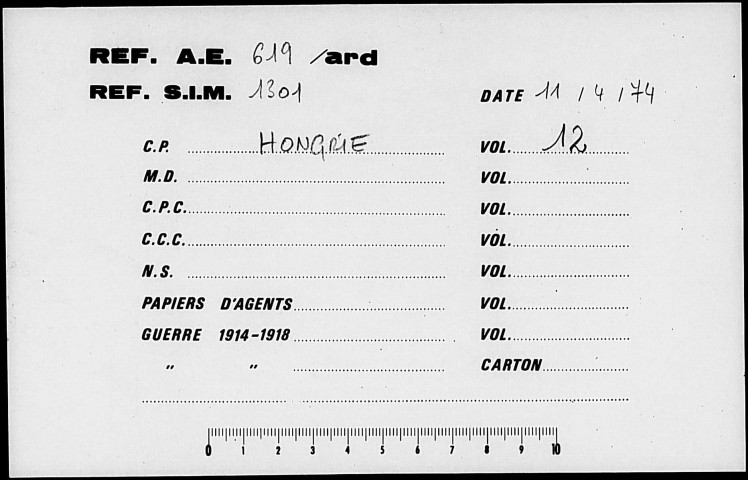 REF. A.E. 619 /ard
REF. S.I.M. 1301 DATE 11 / 4 / 74
C.P. HONGRIE VOL. 12
M.D. VOL.
C.P.C. VOL.
C.C.C. VOL.
N.S. VOL.
PAPIERS D'AGENTS VOL.
GUERRE 1914-1918 VOL.
" " CARTON
0 1 2 3 4 5 6 7 8 9 10